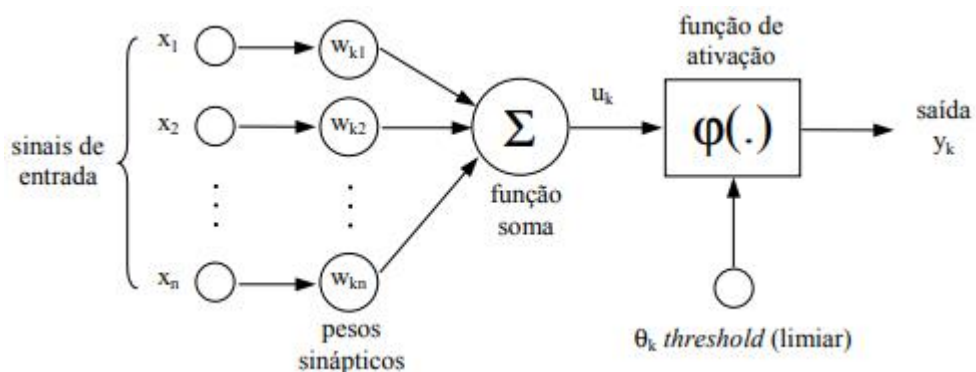 sinais de
entrada
x₁
x₂
xₙ
wₖ₁
wₖ₂
wₖₙ
pesos
sinápticos
Σ
função
soma
uₖ
função de
ativação
φ(.)
θₖ threshold (limiar)
saída
yₖ